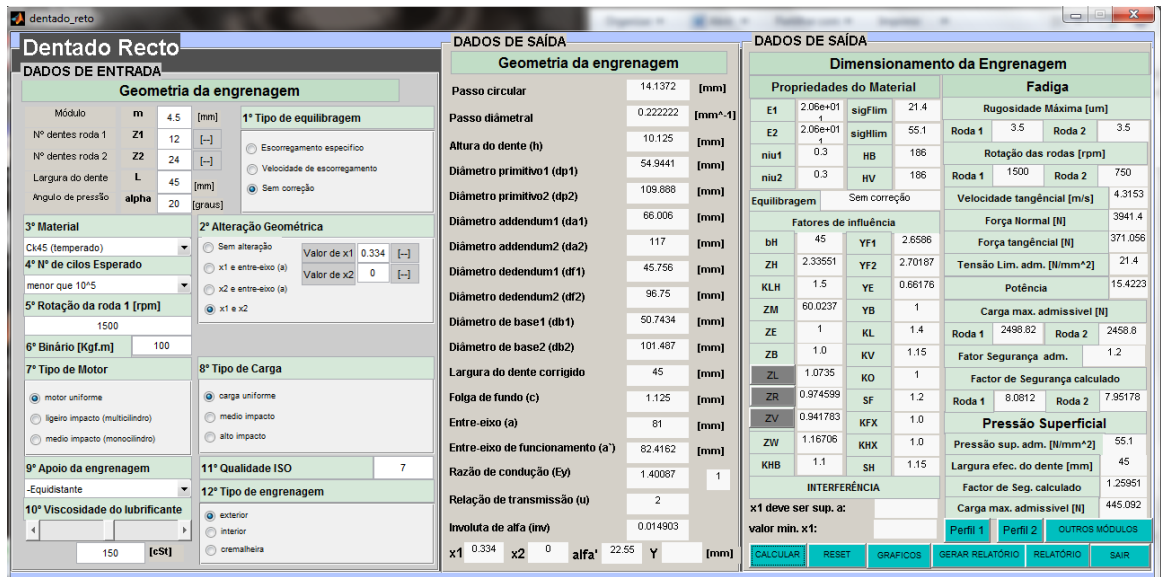 dentado_reto
Dentado Recto
DADOS DE ENTRADA
Geometria da engrenagem
Módulo m 4.5 [mm]
Nº dentes roda 1 Z1 12 [--]
Nº dentes roda 2 Z2 24 [--]
Largura do dente L 45 [mm]
Angulo de pressão alpha 20 [graus]
1º Tipo de equilibragem
Escorregamento especifico
Velocidade de escorregamento
Sem correção
3º Material
Ck45 (temperado)
4º Nº de cilos Esperado
menor que 10^5
5º Rotação da roda 1 [rpm]
1500
6º Binário [Kgf.m] 100
2º Alteração Geométrica
Sem alteração
x1 e entre-eixo (a)
x2 e entre-eixo (a)
x1 e x2
Valor de x1 0.334 [--]
Valor de x2 0 [--]
7º Tipo de Motor
motor uniforme
ligeiro impacto (multicilindro)
medio impacto (monocilindro)
8º Tipo de Carga
carga uniforme
medio impacto
alto impacto
9º Apoio da engrenagem
-Equidistante
10º Viscosidade do lubrificante
150 [cSt]
11º Qualidade ISO 7
12º Tipo de engrenagem
exterior
interior
cremalheira
DADOS DE SAÍDA
Geometria da engrenagem
Passo circular 14.1372 [mm]
Passo diâmetral 0.222222 [mm^-1]
Altura do dente (h) 10.125 [mm]
Diâmetro primitivo1 (dp1) 54.9441 [mm]
Diâmetro primitivo2 (dp2) 109.888 [mm]
Diâmetro addendum1 (da1) 66.006 [mm]
Diâmetro addendum2 (da2) 117 [mm]
Diâmetro dedendum1 (df1) 45.756 [mm]
Diâmetro dedendum2 (df2) 96.75 [mm]
Diâmetro de base1 (db1) 50.7434 [mm]
Diâmetro de base2 (db2) 101.487 [mm]
Largura do dente corrigido 45 [mm]
Folga de fundo (c) 1.125 [mm]
Entre-eixo (a) 81 [mm]
Entre-eixo de funcionamento (a`) 82.4162 [mm]
Razão de condução (Ey) 1.40087 1
Relação de transmissão (u) 2
Involuta de alfa (inv) 0.014903
x1 0.334 x2 0 alfa' 22.55 Y [mm]
DADOS DE SAÍDA
Dimensionamento da Engrenagem
Propriedades do Material
E1 2.06e+01 1 sigFlim 21.4
E2 2.06e+01 1 sigHlim 55.1
niu1 0.3 HB 186
niu2 0.3 HV 186
Equilibragem Sem correção
Fatores de influência
bH 45 YF1 2.6586
ZH 2.33551 YF2 2.70187
KLH 1.5 YE 0.66176
ZM 60.0237 YB 1
ZE 1 KL 1.4
ZB 1.0 KV 1.15
ZL 1.0735 KO 1
ZR 0.974599 SF 1.2
ZV 0.941783 KFX 1.0
ZW 1.16706 KHX 1.0
KHB 1.1 SH 1.15
INTERFERÊNCIA
x1 deve ser sup. a:
valor min. x1:
Fadiga
Rugosidade Máxima [um]
Roda 1 3.5 Roda 2 3.5
Rotação das rodas [rpm]
Roda 1 1500 Roda 2 750
Velocidade tangêncial [m/s] 4.3153
Força Normal [N] 3941.4
Força tangêncial [N] 371.056
Tensão Lim. adm. [N/mm^2] 21.4
Potência 15.4223
Carga max. admissivel [N]
Roda 1 2498.82 Roda 2 2458.8
Fator Segurança adm. 1.2
Factor de Segurança calculado
Roda 1 8.0812 Roda 2 7.95178
Pressão Superficial
Pressão sup. adm. [N/mm^2] 55.1
Largura efec. do dente [mm] 45
Factor de Seg. calculado 1.25951
Carga max. admissivel [N] 445.092
Perfil 1 Perfil 2 OUTROS MÓDULOS
CALCULAR RESET GRAFICOS GERAR RELATÓRIO RELATÓRIO SAIR